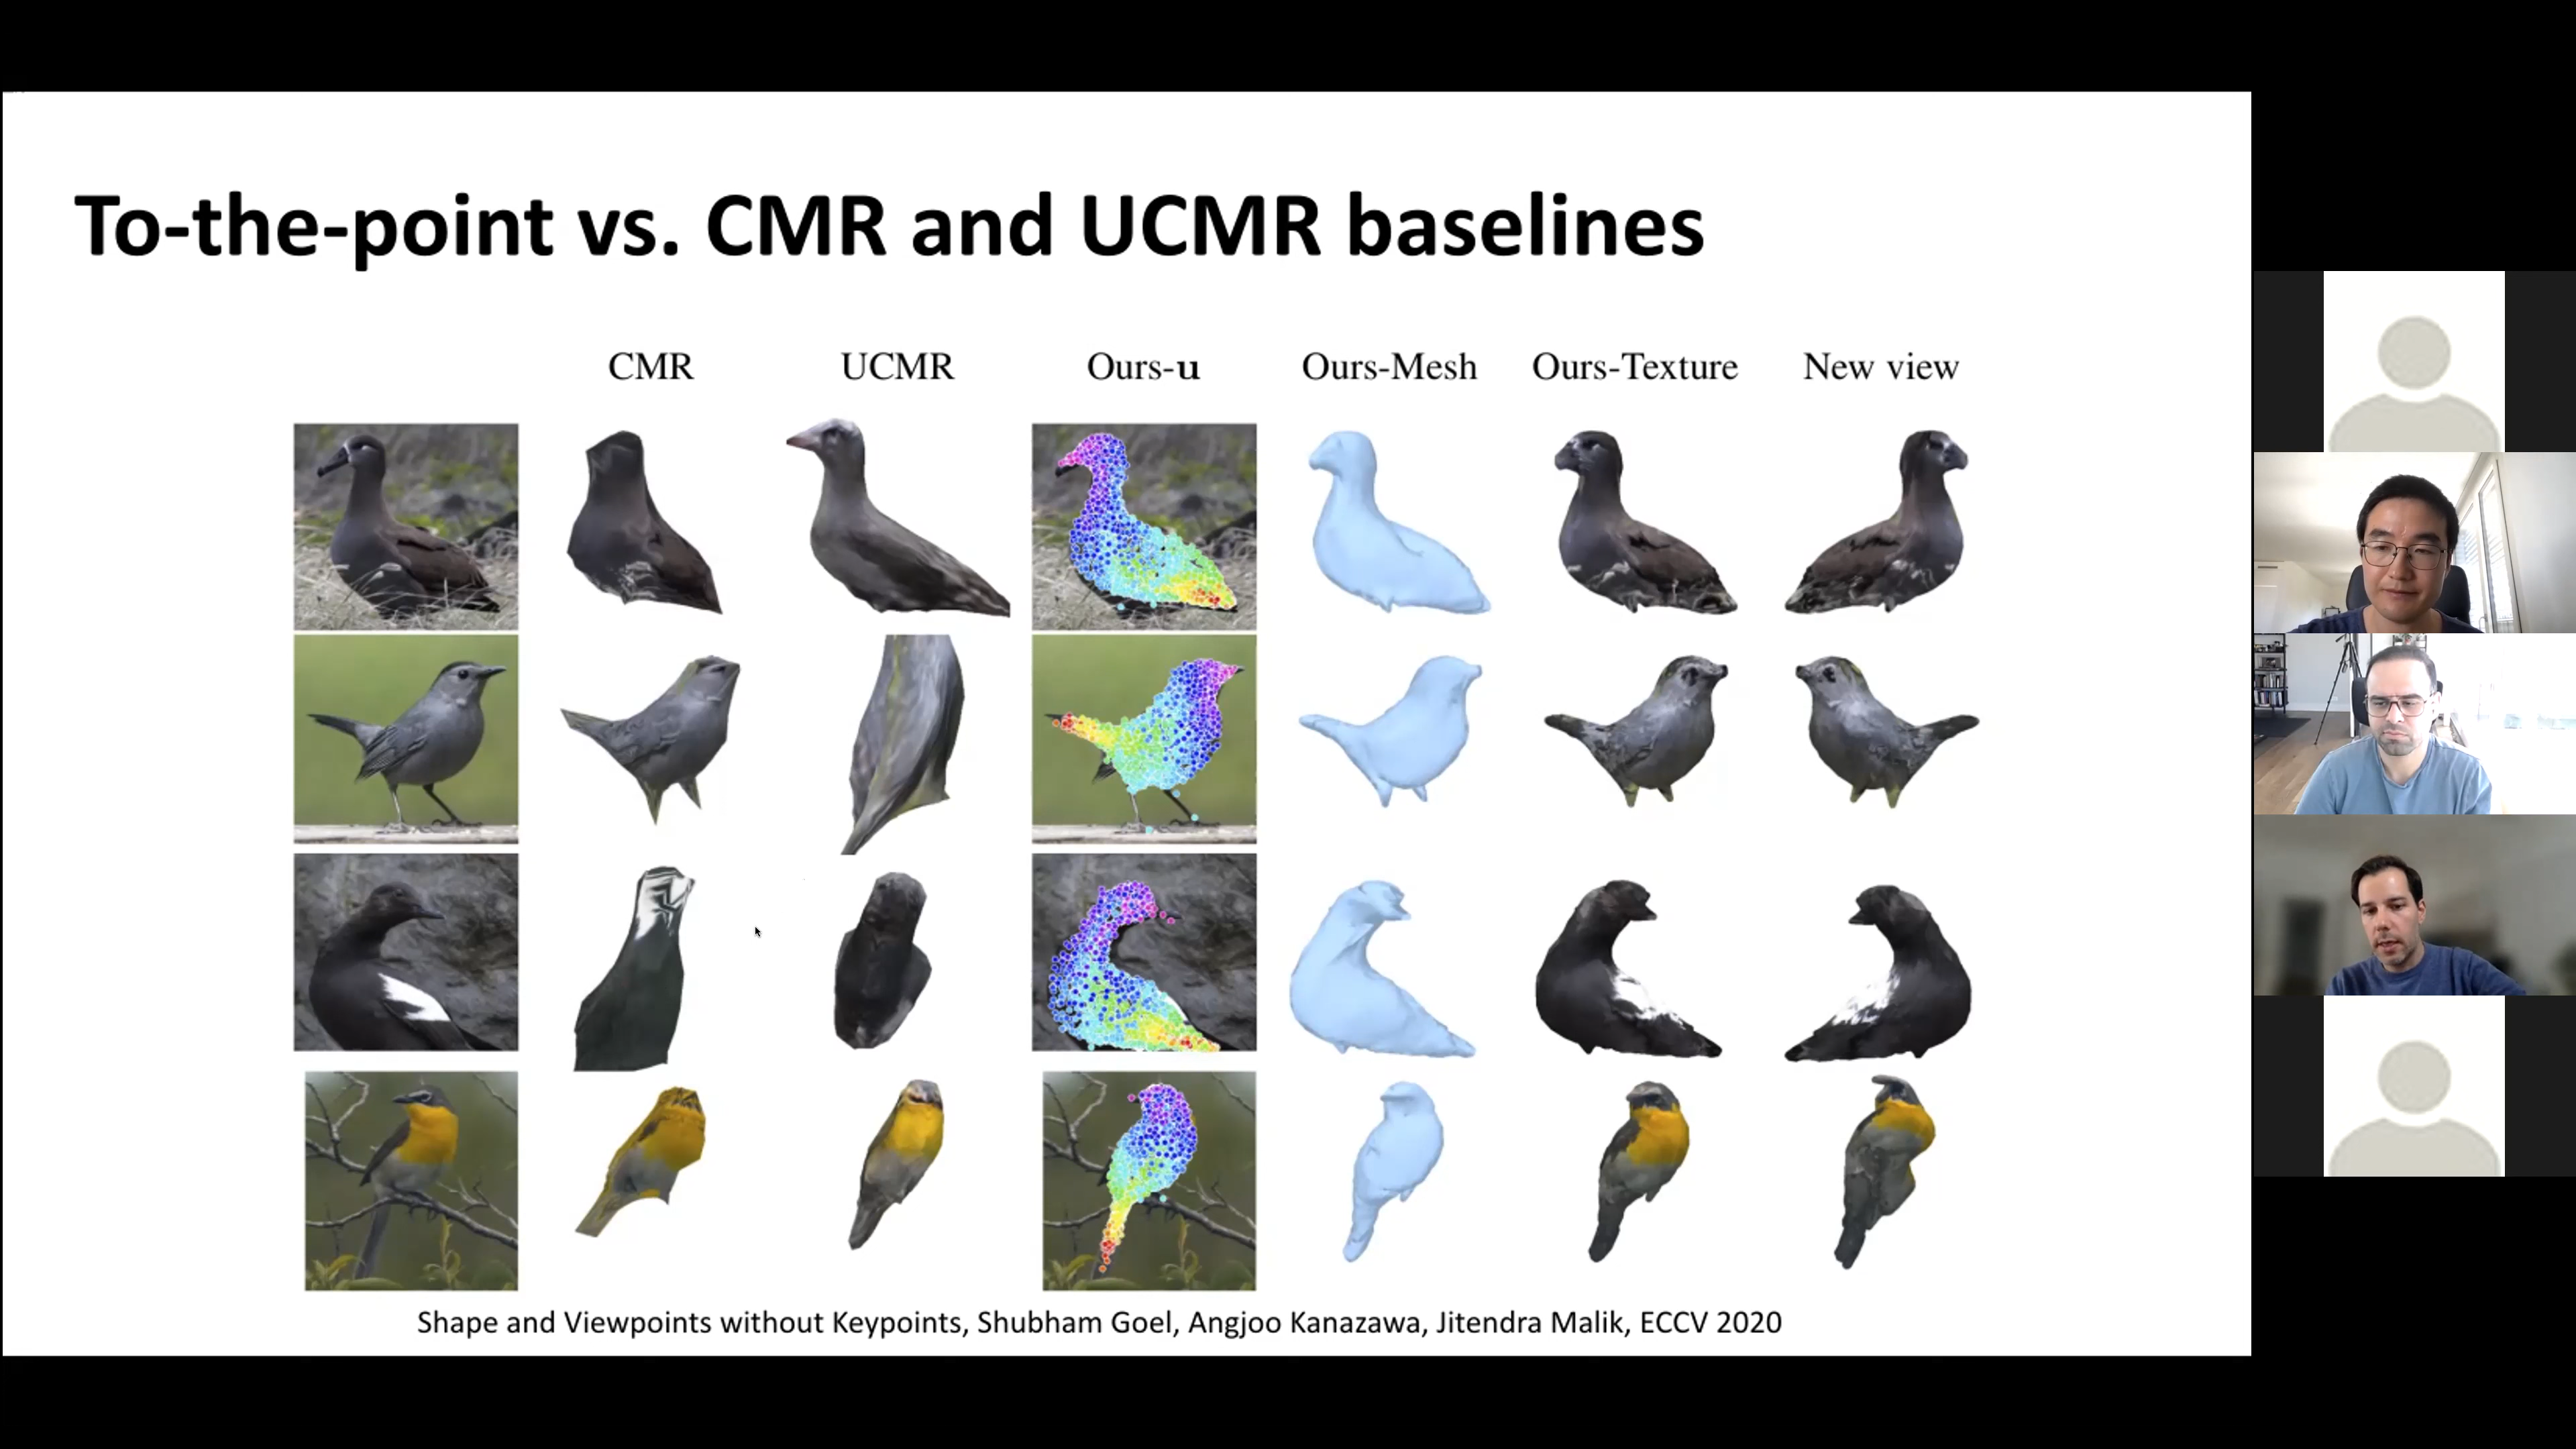 To-the-point vs. CMR and UCMR baselines
CMR UCMR Ours-u Ours-Mesh Ours-Texture New view
Shape and Viewpoints without Keypoints, Shubham Goel, Angjoo Kanazawa, Jitendra Malik, ECCV 2020